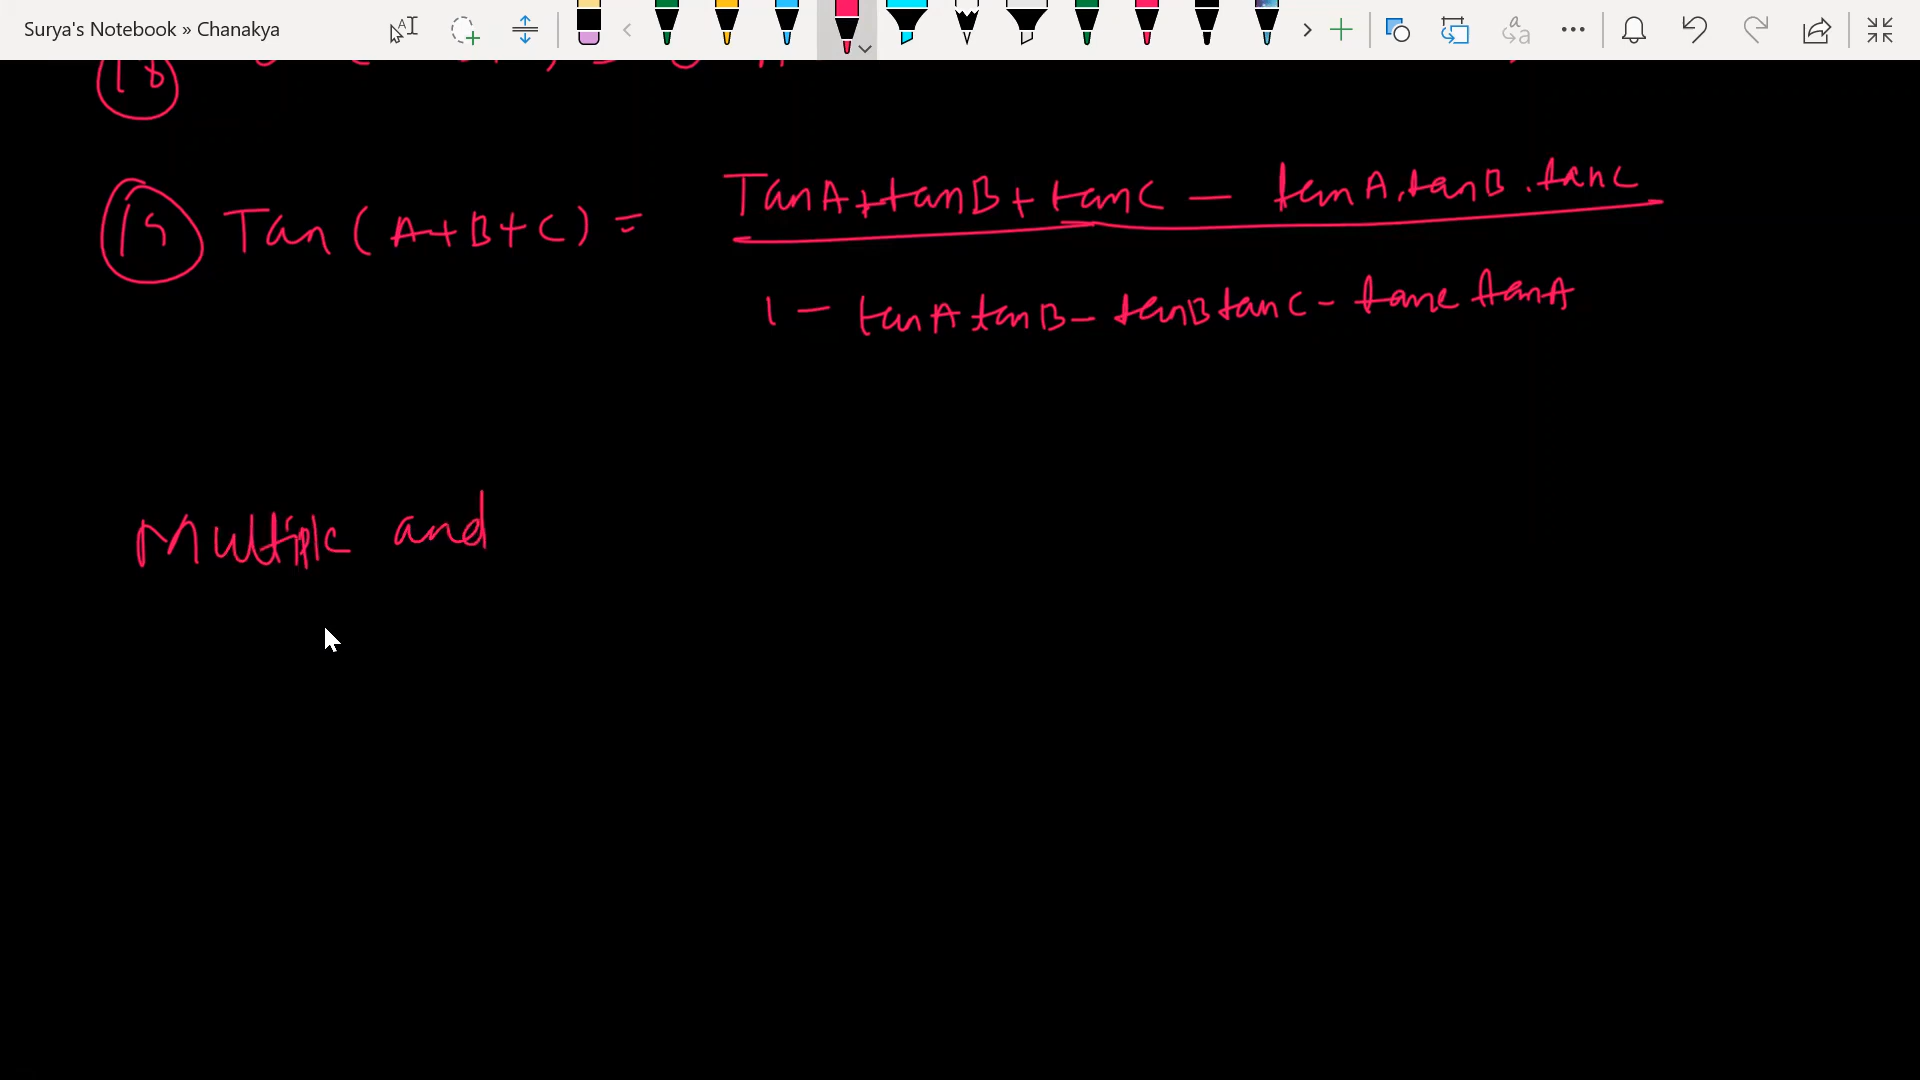 Surya's Notebook » Chanakya
18
19 Tan (A+B+C) = TanA+tanB+tanC — tanA.tanB.tanC
1 — tanA tanB — tanB tanC - tanC tanA
Multiple and